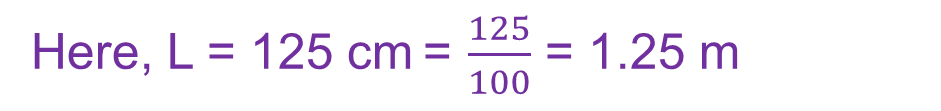 Here, L = 125 cm = 125/100 = 1.25 m